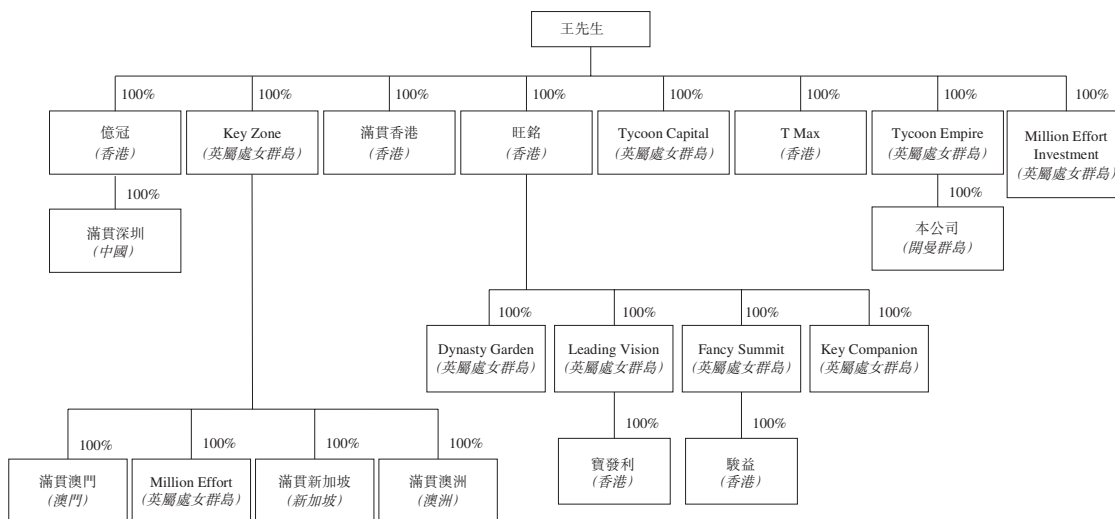 王先生
100%
100%
100%
100%
100%
100%
100%
100%
億冠
(香港)
Key Zone
(英屬處女群島)
滿貫香港
(香港)
旺銘
(香港)
Tycoon Capital
(英屬處女群島)
T Max
(香港)
Tycoon Empire
(英屬處女群島)
Million Effort
Investment
(英屬處女群島)
100%
100%
滿貫深圳
(中國)
本公司
(開曼群島)
100%
100%
100%
100%
Dynasty Garden
(英屬處女群島)
Leading Vision
(英屬處女群島)
Fancy Summit
(英屬處女群島)
Key Companion
(英屬處女群島)
100%
100%
100%
100%
100%
100%
滿貫澳門
(澳門)
Million Effort
(英屬處女群島)
滿貫新加坡
(新加坡)
滿貫澳洲
(澳洲)
寶發利
(香港)
駿益
(香港)